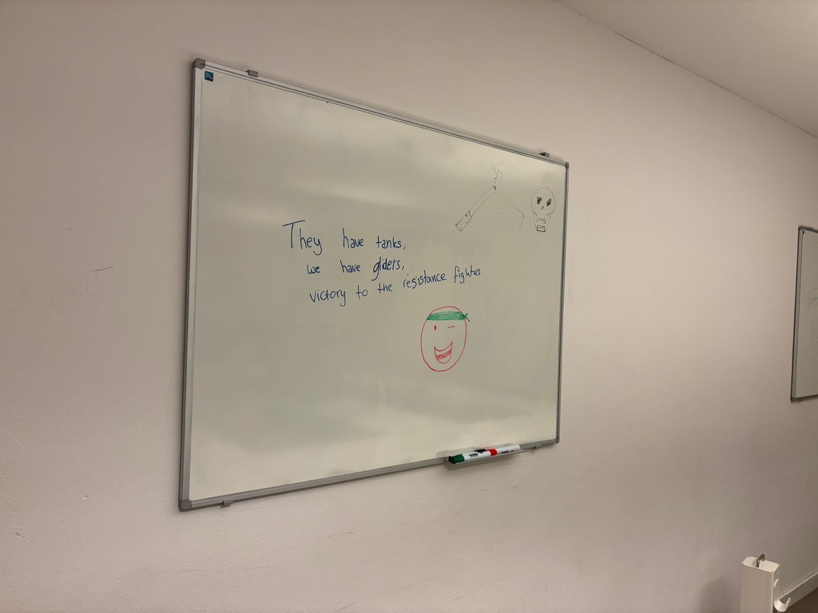 They have tanks,
we have gliders,
victory to the resistance fighters.